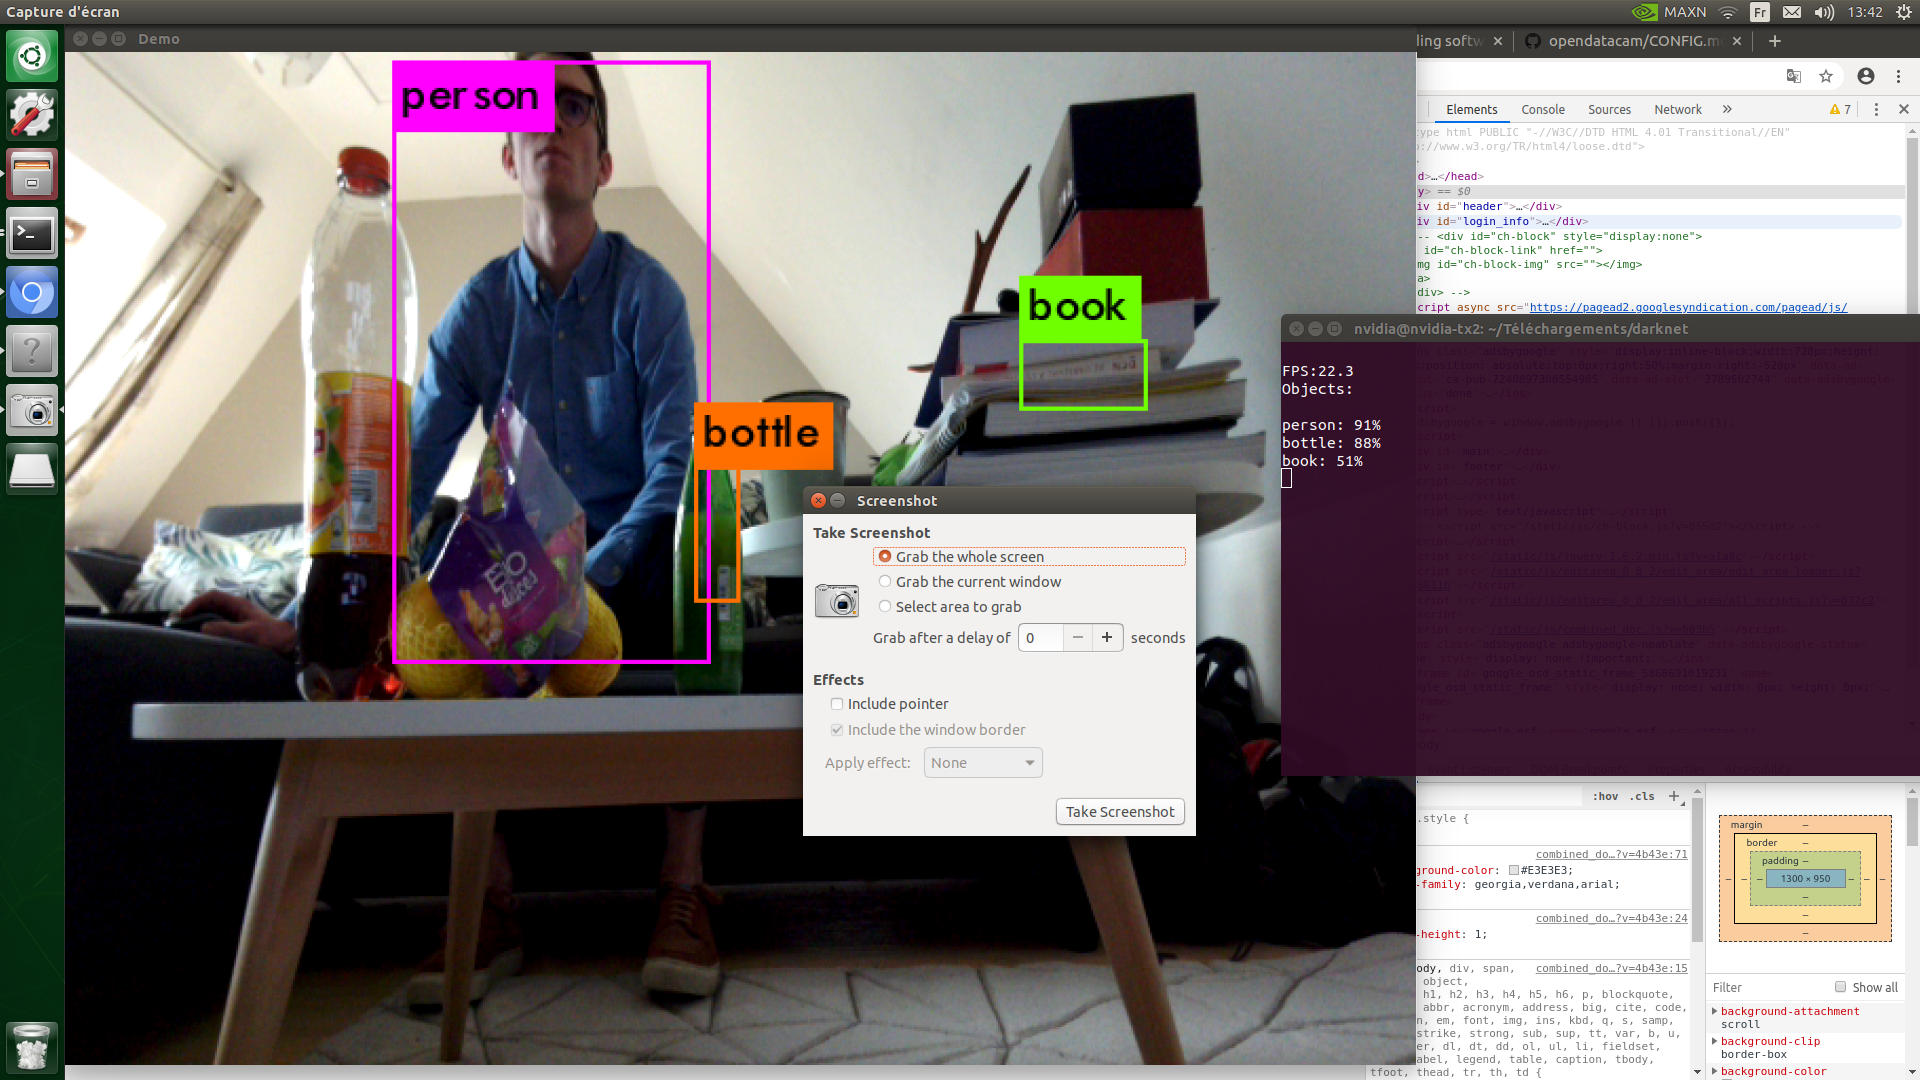 Capture d'écran
MAXN
Fr
13:42
Demo
person
book
bottle
BIO
ling softw
opendatacam/CONFIG.m
Elements
Console
Sources
Network
7
type html PUBLIC "-//W3C//DTD HTML 4.01 Transitional//EN"
p://www.w3.org/TR/html4/loose.dtd">
d>…</head>
y> == $0
iv id="header">…</div>
iv id="login_info">…</div>
-- <div id="ch-block" style="display:none">
id="ch-block-link" href="">
mg id="ch-block-img" src=""></img>
a>
div> -->
cript async src="https://pagead2.googlesyndication.com/pagead/js/
nvidia@nvidia-tx2: ~/Téléchargements/darknet
FPS:22.3
Objects:
person: 91%
bottle: 88%
book: 51%
Screenshot
Take Screenshot
Grab the whole screen
Grab the current window
Select area to grab
Grab after a delay of 0 seconds
Effects
Include pointer
Include the window border
Apply effect: None
Take Screenshot
:hov .cls +
.style {
combined_do…?v=4b43e:71
ground-color: #E3E3E3;
-family: georgia,verdana,arial;
combined_do…?v=4b43e:24
-height: 1;
ody, div, span, combined_do…?v=4b43e:15
object,
h1, h2, h3, h4, h5, h6, p, blockquote,
abbr, acronym, address, big, cite, code,
n, em, font, img, ins, kbd, q, s, samp,
strike, strong, sub, sup, tt, var, b, u,
er, dl, dt, dd, ol, ul, li, fieldset,
abel, legend, table, caption, tbody,
tfoot, thead, tr, th, td {
margin –
border –
padding –
1300 × 950
Filter
Show all
background-attachment
scroll
background-clip
border-box
background-color